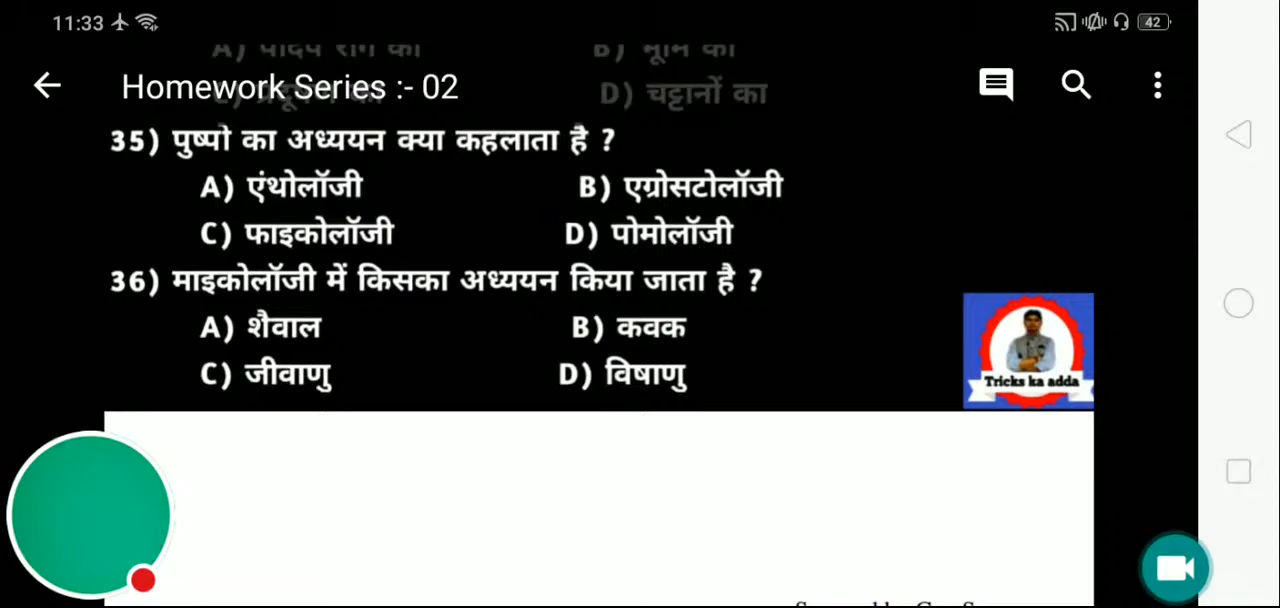 11:33
42
Homework Series :- 02
D) चट्टानों का
35) पुष्पो का अध्ययन क्या कहलाता है ?
A) एंथोलॉजी B) एग्रोसटोलॉजी
C) फाइकोलॉजी D) पोमोलॉजी
36) माइकोलॉजी में किसका अध्ययन किया जाता है ?
A) शैवाल B) कवक
C) जीवाणु D) विषाणु
Tricks ka adda